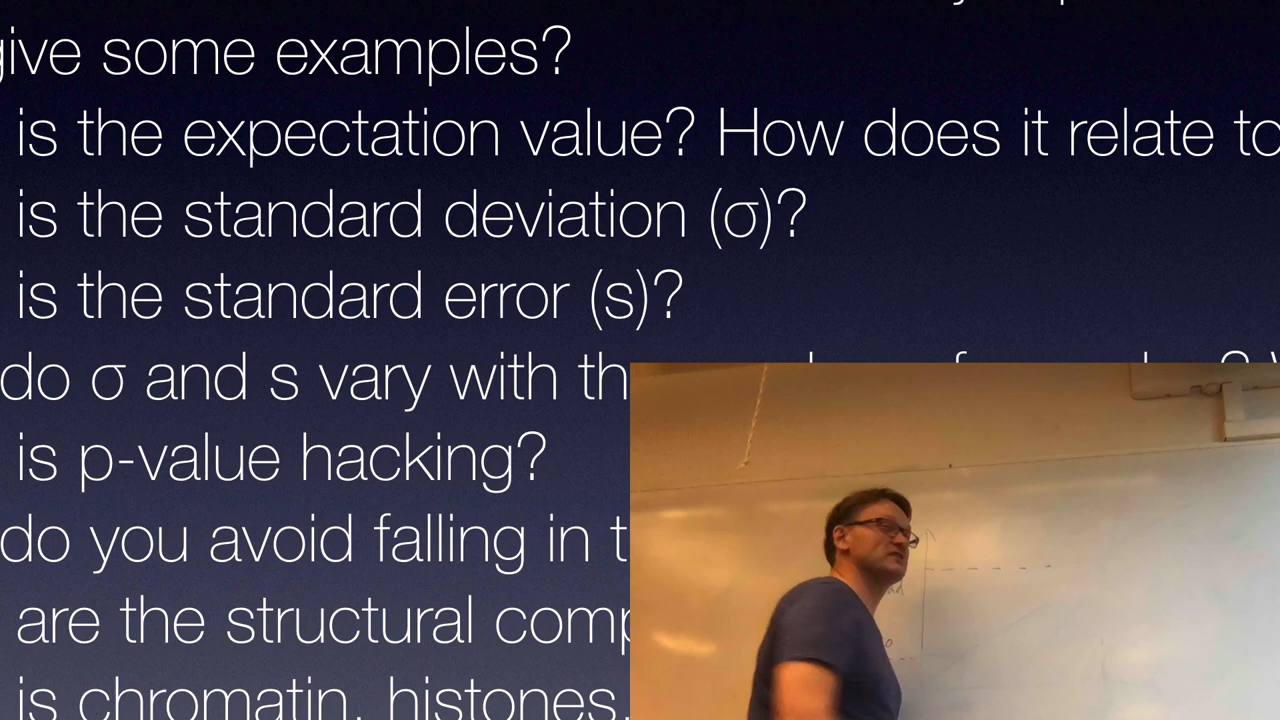 give some examples?
is the expectation value? How does it relate to
is the standard deviation (σ)?
is the standard error (s)?
do σ and s vary with
is p-value hacking?
do you avoid falling in
are the structural
is chromatin, histones,